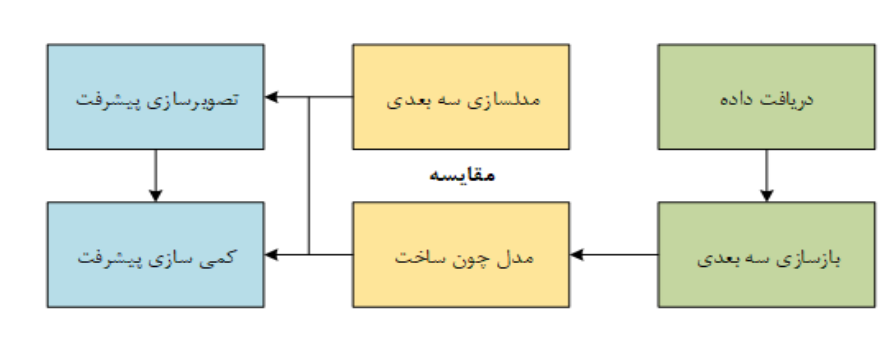 دریافت داده
مدلسازی سه بعدی
تصویرسازی پیشرفت
مقایسه
بازسازی سه بعدی
مدل چون ساخت
کمی سازی پیشرفت